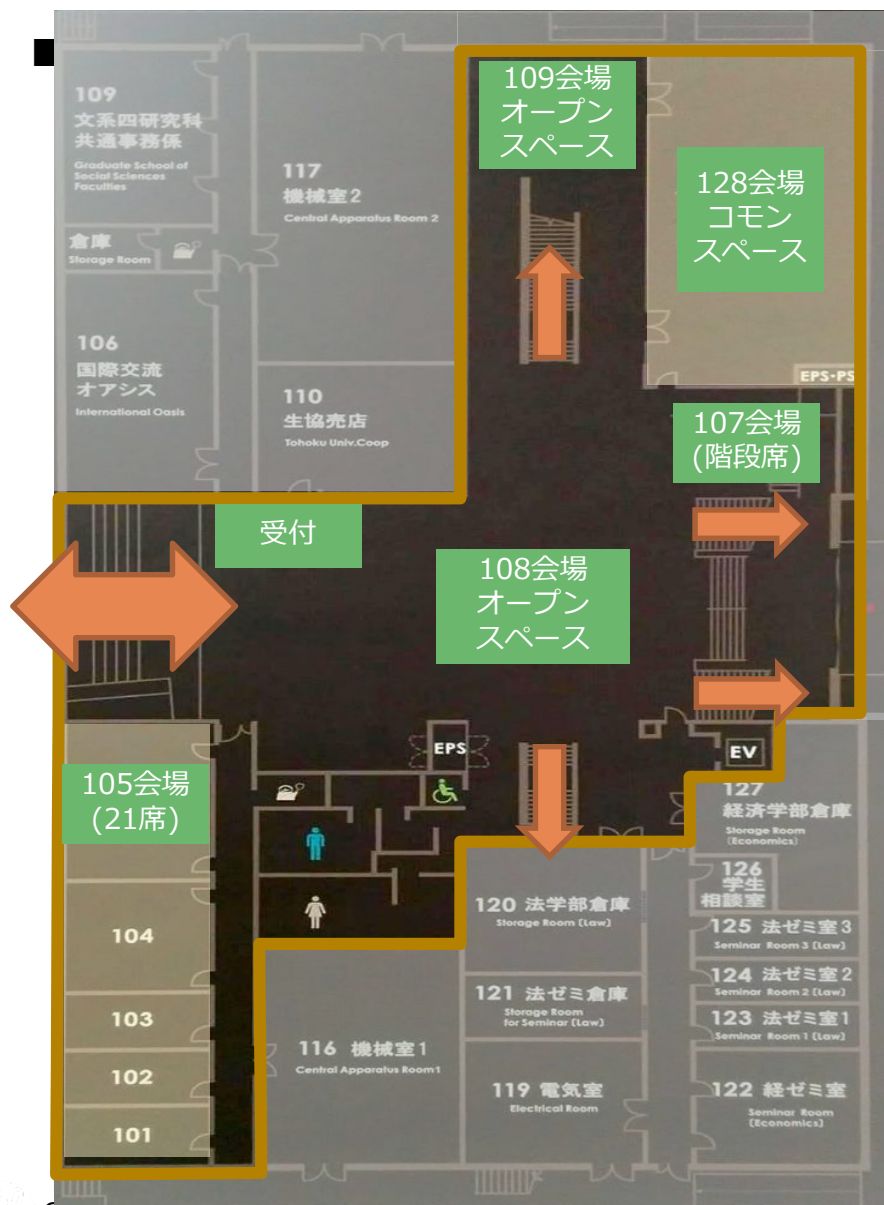 109
文系四研究科
共通事務係
Graduate School of
Social Sciences
Faculties
117
機械室2
Central Apparatus Room 2
109会場
オープン
スペース
128会場
コモン
スペース
倉庫
Storage Room
106
国際交流
オアシス
International Oasis
110
生協売店
Tohoku Univ.Coop
EPS・PS
107会場
(階段席)
受付
108会場
オープン
スペース
EPS
EV
105会場
(21席)
127
経済学部倉庫
Storage Room
(Economics)
126
学生
相談室
120 法学部倉庫
Storage Room (Law)
104
125 法ゼミ室3
Seminar Room 3 (Law)
124 法ゼミ室2
Seminar Room 2 (Law)
121 法ゼミ倉庫
Storage Room
for Seminar (Law)
103
123 法ゼミ室1
Seminar Room 1 (Law)
116 機械室1
Central Apparatus Room1
102
119 電気室
Electrical Room
122 経ゼミ室
Seminar Room
(Economics)
101